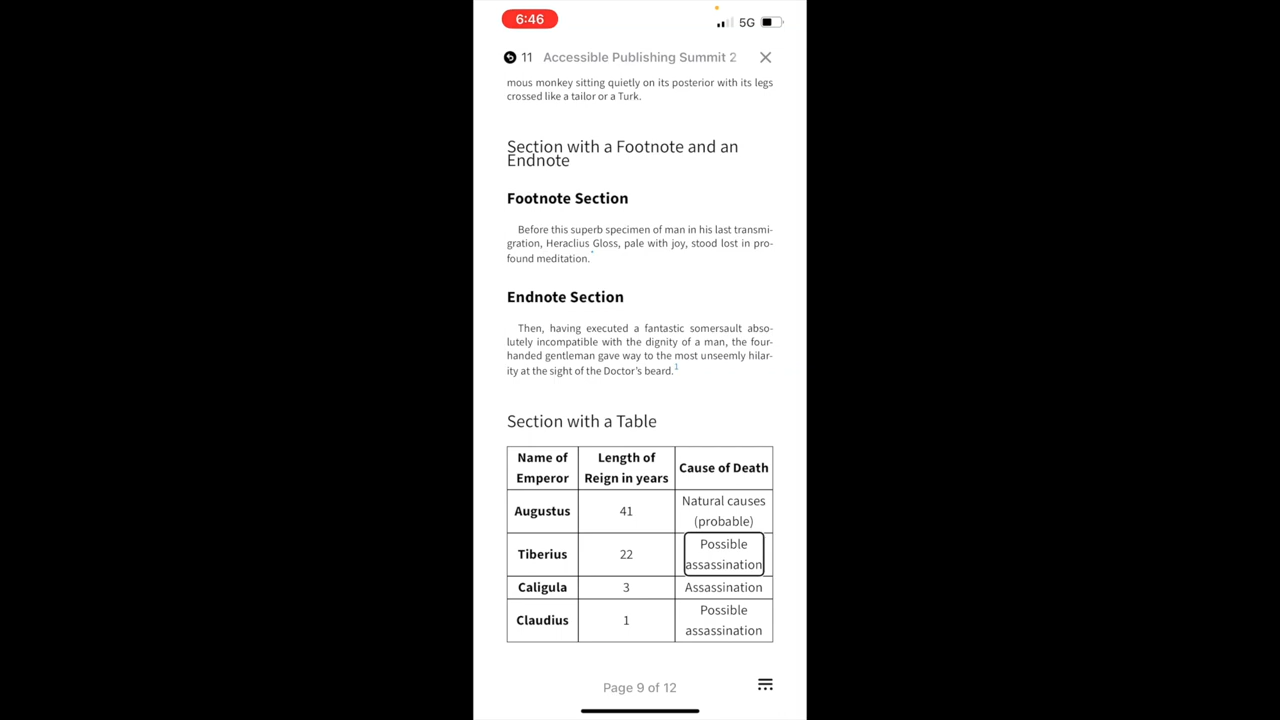 6:46
5G
11 Accessible Publishing Summit 2
mous monkey sitting quietly on its posterior with its legs
crossed like a tailor or a Turk.
Section with a Footnote and an
Endnote
Footnote Section
Before this superb specimen of man in his last transmi-
gration, Heraclius Gloss, pale with joy, stood lost in pro-
found meditation.*
Endnote Section
Then, having executed a fantastic somersault abso-
lutely incompatible with the dignity of a man, the four-
handed gentleman gave way to the most unseemly hilar-
ity at the sight of the Doctor's beard.1
Section with a Table
Name of Emperor Length of Reign in years Cause of Death
Augustus 41 Natural causes (probable)
Tiberius 22 Possible assassination
Caligula 3 Assassination
Claudius 1 Possible assassination
Page 9 of 12